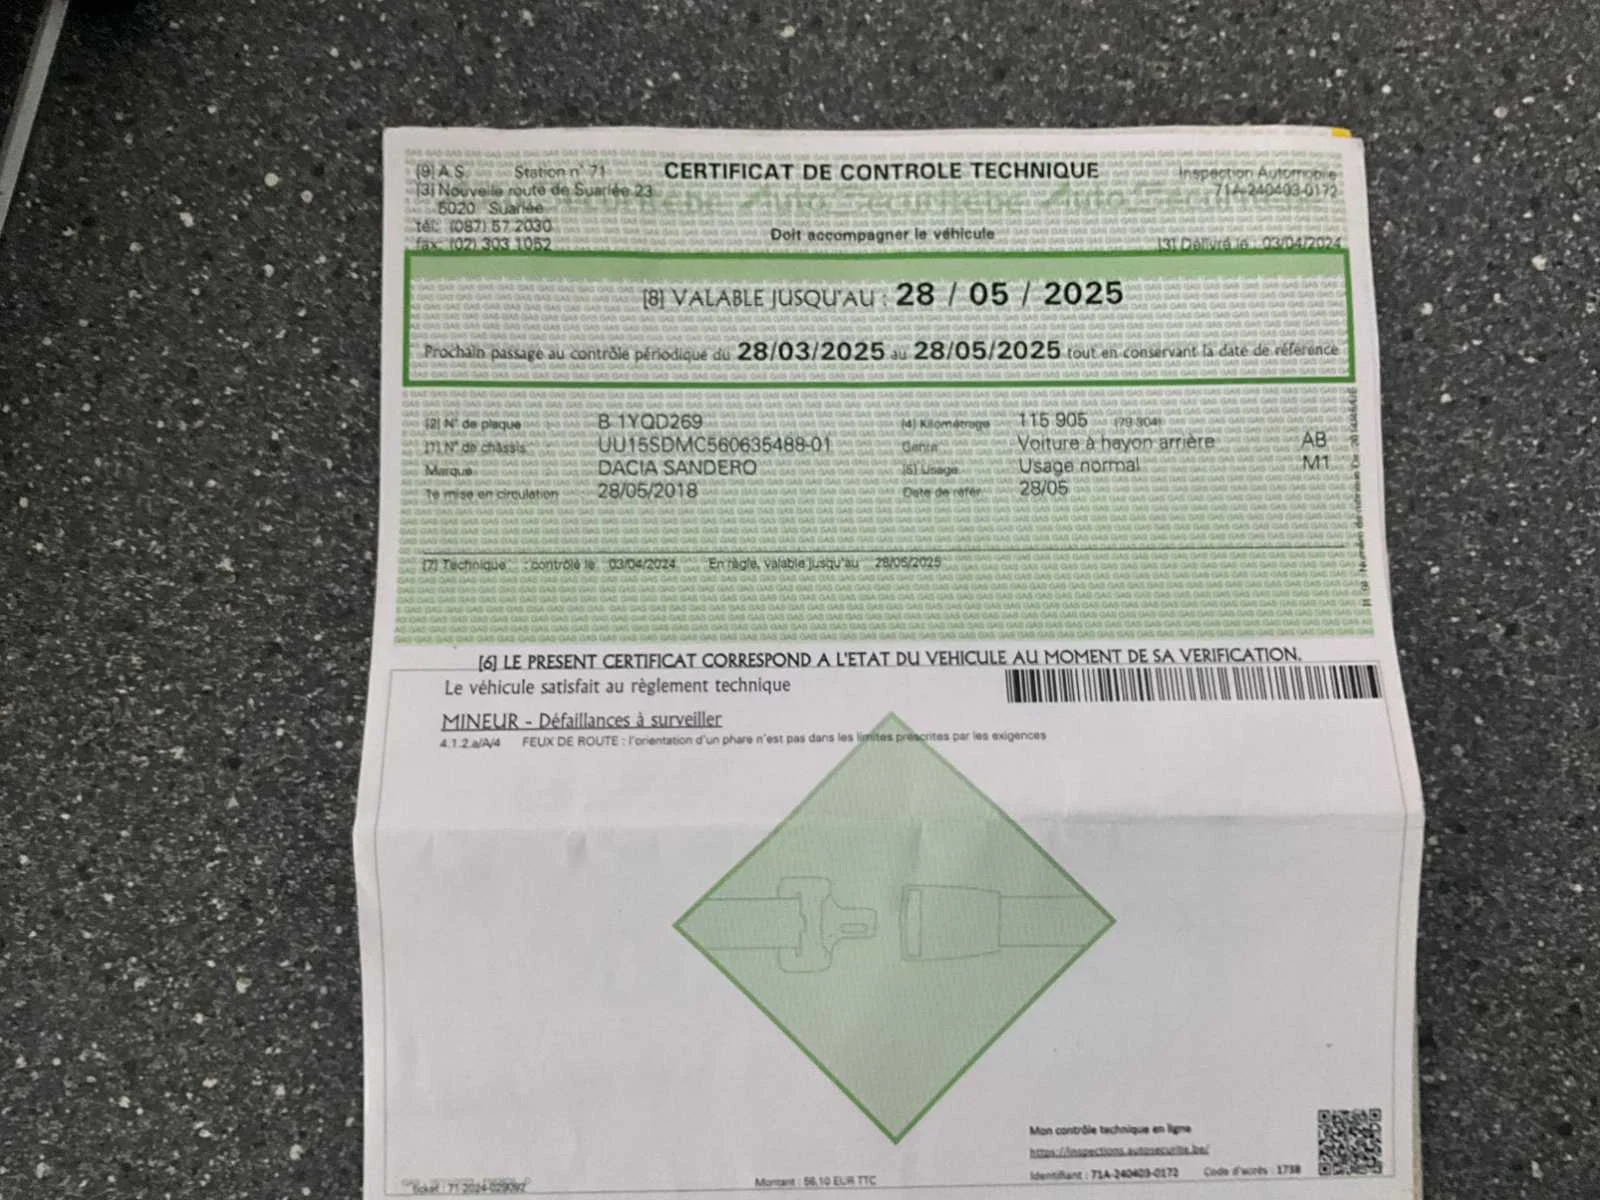 [9] A.S. Station n° 71
CERTIFICAT DE CONTROLE TECHNIQUE
Inspection Automobile
[3] Nouvelle route de Suarlée 23
71A-240403-0172
5020 Suarlée
tél: (081) 57 2030
Doit accompagner le véhicule
fax: (02) 303 1052
[3] Délivré le : 03/04/2024
[8] VALABLE JUSQU'AU : 28 / 05 / 2025
Prochain passage au contrôle périodique du 28/03/2025 au 28/05/2025 tout en conservant la date de référence
[2] N° de plaque : B 1YQD269
[4] Kilométrage 115 905 (79 304)
[1] N° de châssis : UU15SDMC560635488-01
Genre Voiture à hayon arrière AB
Marque : DACIA SANDERO
[5] Usage Usage normal M1
1e mise en circulation : 28/05/2018
Date de référ. 28/05
[7] Technique : contrôlé le 03/04/2024 En règle, valable jusqu'au 28/05/2025
[6] LE PRESENT CERTIFICAT CORRESPOND A L'ETAT DU VEHICULE AU MOMENT DE SA VERIFICATION.
Le véhicule satisfait au règlement technique
MINEUR - Défaillances à surveiller
4.1.2.a/A/4 FEUX DE ROUTE : l'orientation d'un phare n'est pas dans les limites prescrites par les exigences
Mon contrôle technique en ligne
https://inspections.autosecurite.be/
Identifiant : 71A-240403-0172 Code d'accès : 1738
ticket : 71 2024-029092
Montant : 56,10 EUR TTC